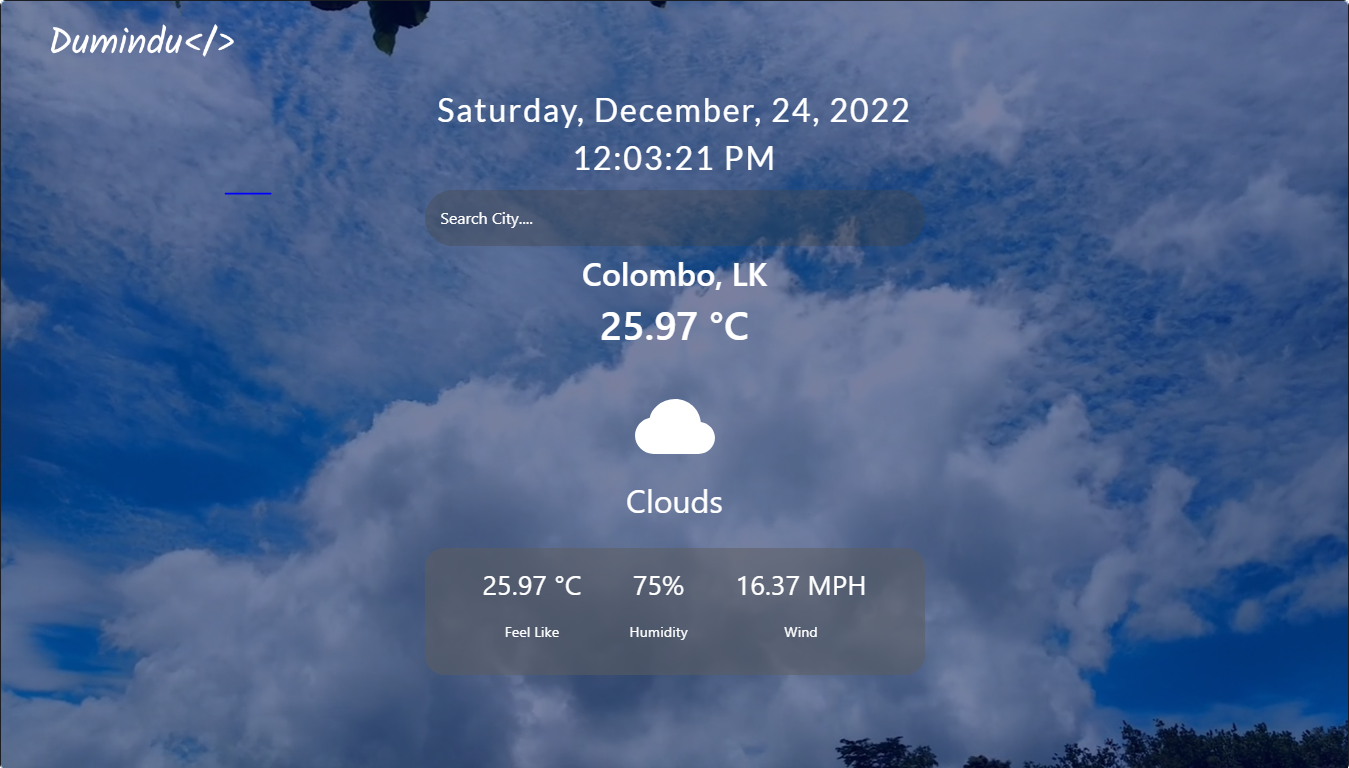 Dumindu</>
Saturday, December, 24, 2022
12:03:21 PM
Search City....
Colombo, LK
25.97 °C
Clouds
25.97 °C 75% 16.37 MPH
Feel Like Humidity Wind